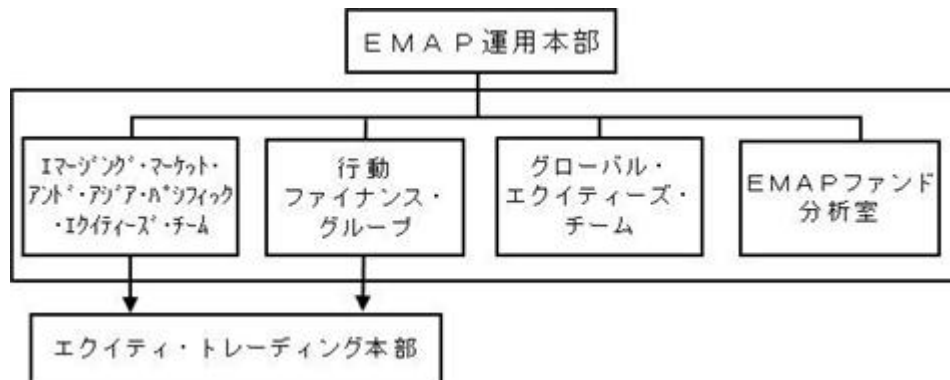 ＥＭＡＰ運用本部
ｴﾏｰｼﾞﾝｸﾞ・ﾏｰｹｯﾄ・
ｱﾝﾄﾞ・ｱｼﾞｱ・ﾊﾟｼﾌｨｯｸ
・ｴｸｲﾃｨｰｽﾞ・ﾁｰﾑ
行動
ファイナンス・
グループ
グローバル・
エクイティーズ・
チーム
ＥＭＡＰファンド
分析室
エクイティ・トレーディング本部